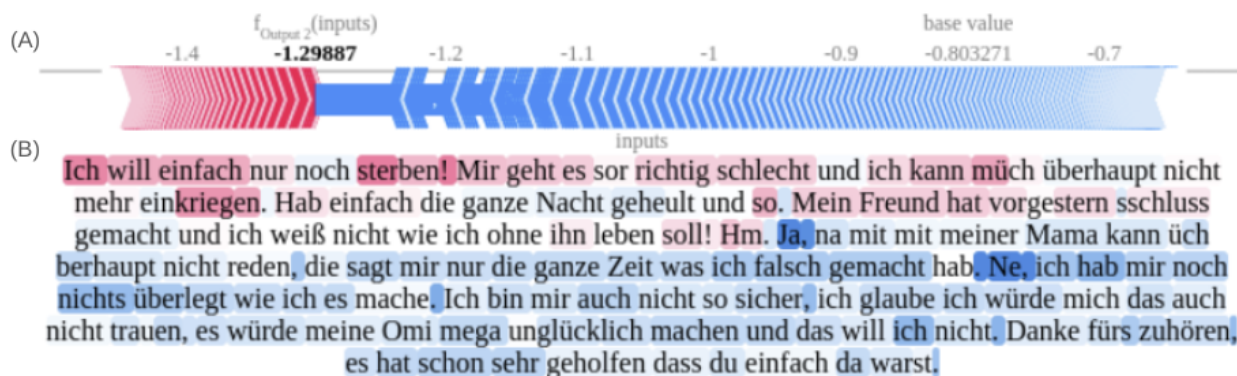 f Output 2 (inputs) base value
(A)
-1.4 -1.29887 -1.2 -1.1 -1 -0.9 -0.803271 -0.7
inputs
(B)
Ich will einfach nur noch sterben! Mir geht es sor richtig schlecht und ich kann müch überhaupt nicht
mehr einkriegen. Hab einfach die ganze Nacht geheult und so. Mein Freund hat vorgestern sschluss
gemacht und ich weiß nicht wie ich ohne ihn leben soll! Hm. Ja, na mit mit meiner Mama kann üch
berhaupt nicht reden, die sagt mir nur die ganze Zeit was ich falsch gemacht hab. Ne, ich hab mir noch
nichts überlegt wie ich es mache. Ich bin mir auch nicht so sicher, ich glaube ich würde mich das auch
nicht trauen, es würde meine Omi mega unglücklich machen und das will ich nicht. Danke fürs zuhören,
es hat schon sehr geholfen dass du einfach da warst.